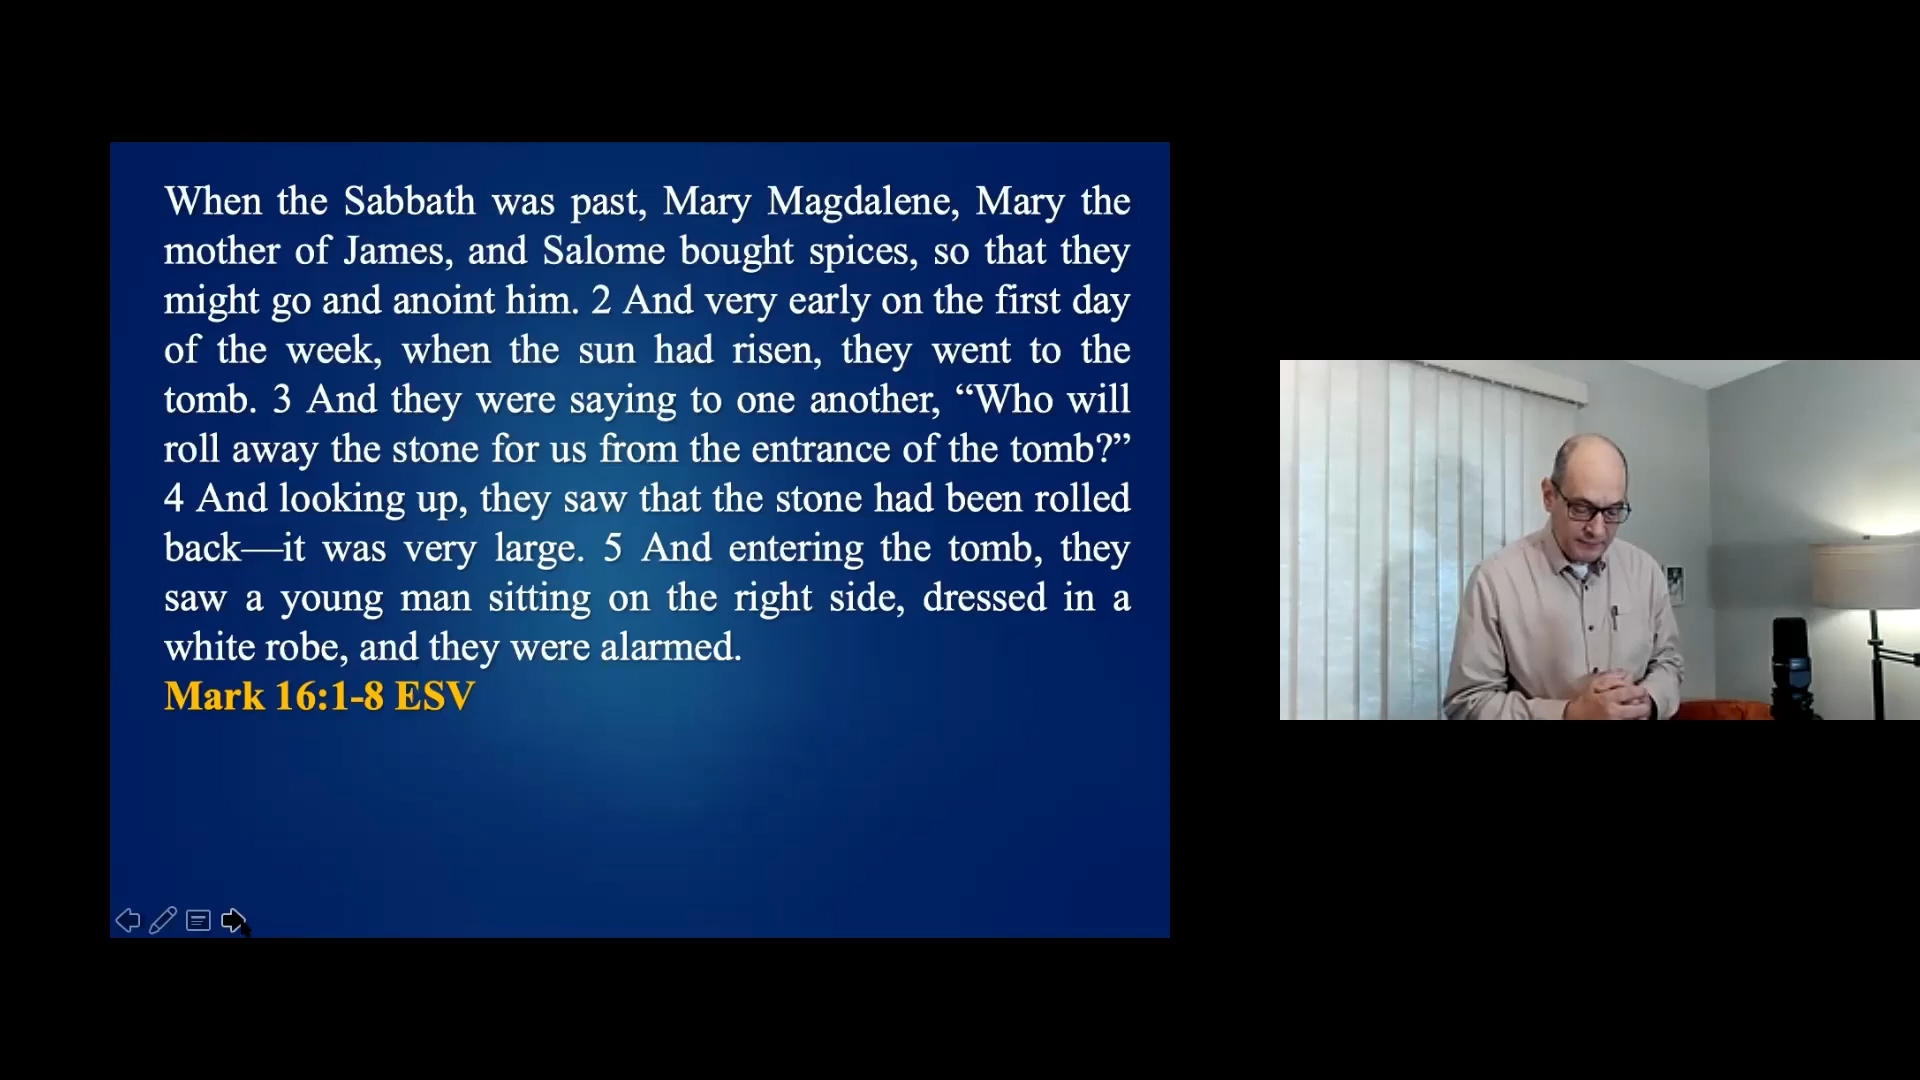 When the Sabbath was past, Mary Magdalene, Mary the
mother of James, and Salome bought spices, so that they
might go and anoint him. 2 And very early on the first day
of the week, when the sun had risen, they went to the
tomb. 3 And they were saying to one another, “Who will
roll away the stone for us from the entrance of the tomb?”
4 And looking up, they saw that the stone had been rolled
back—it was very large. 5 And entering the tomb, they
saw a young man sitting on the right side, dressed in a
white robe, and they were alarmed.
Mark 16:1-8 ESV